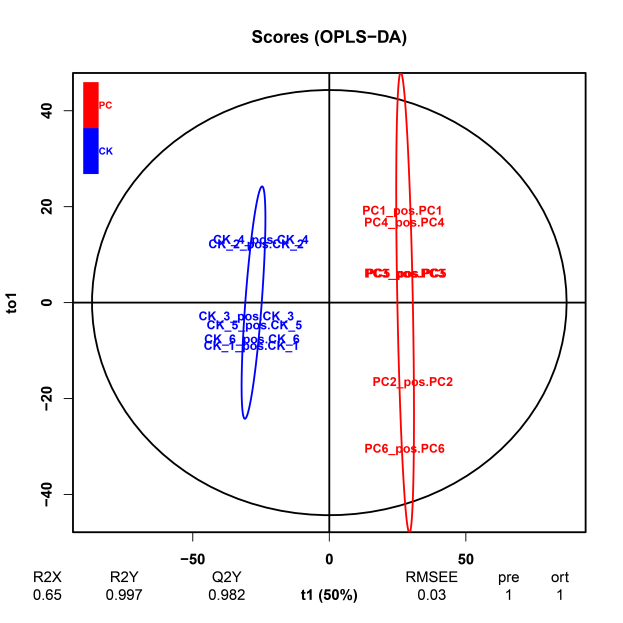 Scores (OPLS−DA)
PC
CK
40
20
0
−20
−40
to1
PC1_pos.PC1
PC4_pos.PC4
CK_4_pos.CK_4
CK_2_pos.CK_2
CK_3_pos.CK_3
CK_5_pos.CK_5
CK_6_pos.CK_6
CK_1_pos.CK_1
PC2_pos.PC2
PC6_pos.PC6
−50 0 50
R2X R2Y Q2Y RMSEE pre ort
0.65 0.997 0.982 t1 (50%) 0.03 1 1